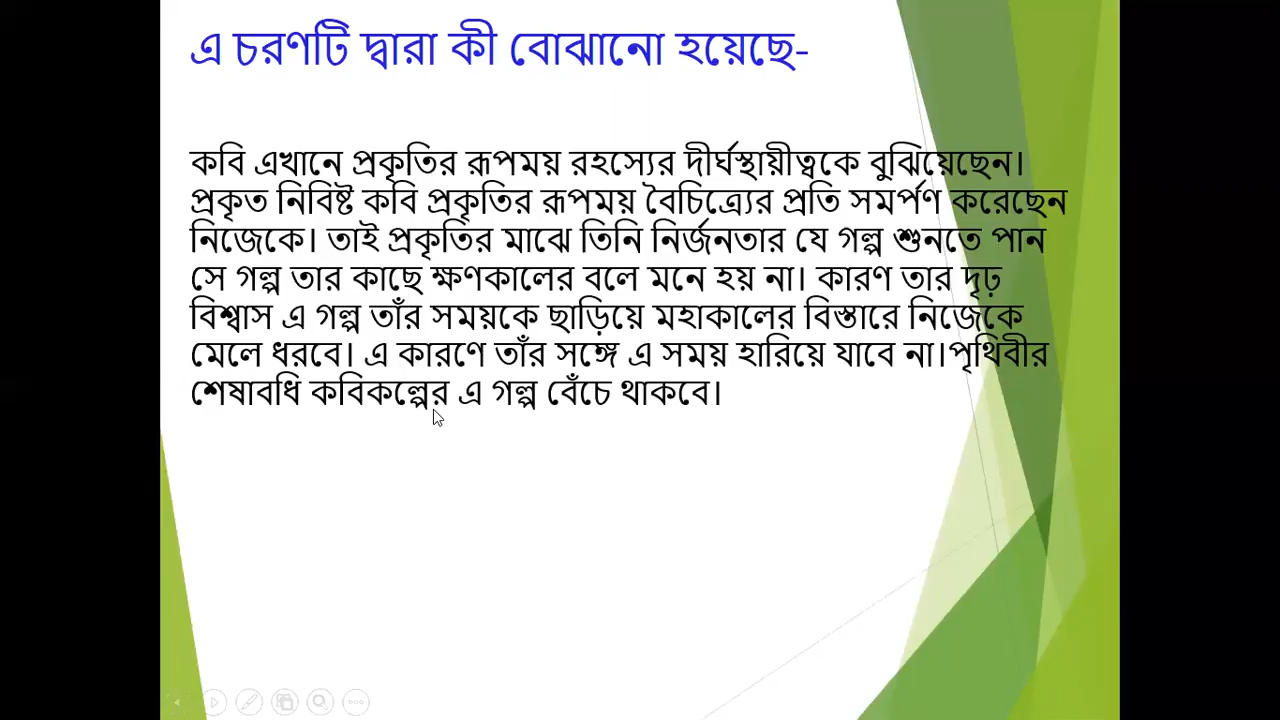 এ চরণটি দ্বারা কী বোঝানো হয়েছে-
কবি এখানে প্রকৃতির রূপময় রহস্যের দীর্ঘস্থায়ীত্বকে বুঝিয়েছেন।
প্রকৃত নিবিষ্ট কবি প্রকৃতির রূপময় বৈচিত্র্যের প্রতি সমর্পণ করেছেন
নিজেকে। তাই প্রকৃতির মাঝে তিনি নির্জনতার যে গল্প শুনতে পান
সে গল্প তার কাছে ক্ষণকালের বলে মনে হয় না। কারণ তার দৃঢ়
বিশ্বাস এ গল্প তাঁর সময়কে ছাড়িয়ে মহাকালের বিস্তারে নিজেকে
মেলে ধরবে। এ কারণে তাঁর সঙ্গে এ সময় হারিয়ে যাবে না।পৃথিবীর
শেষাবধি কবিকল্পের এ গল্প বেঁচে থাকবে।